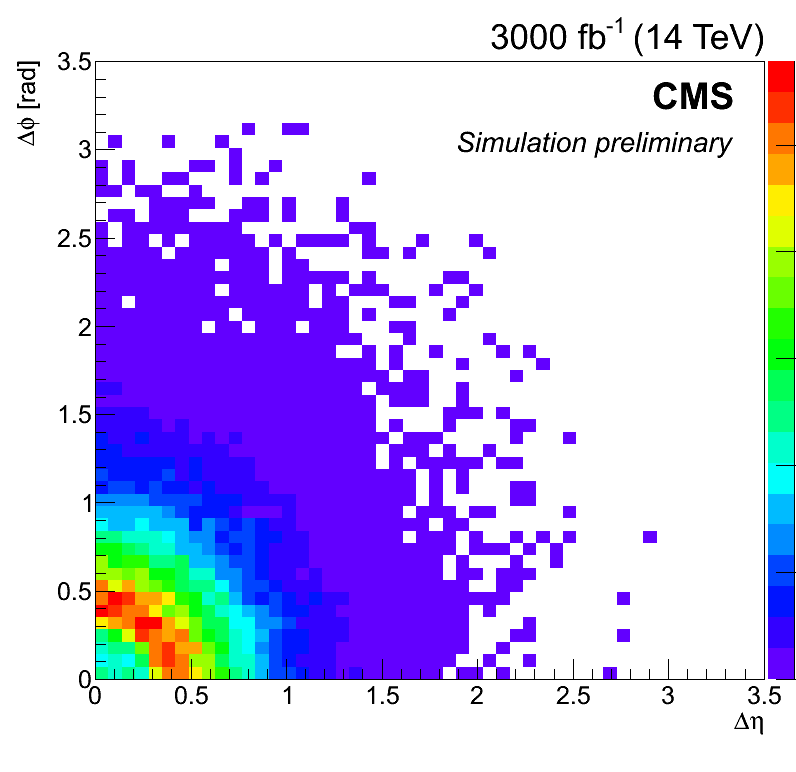 3000 fb⁻¹ (14 TeV)
CMS
Simulation preliminary
Δϕ [rad]
3.5
3
2.5
2
1.5
1
0.5
0
0 0.5 1 1.5 2 2.5 3 3.5
Δη